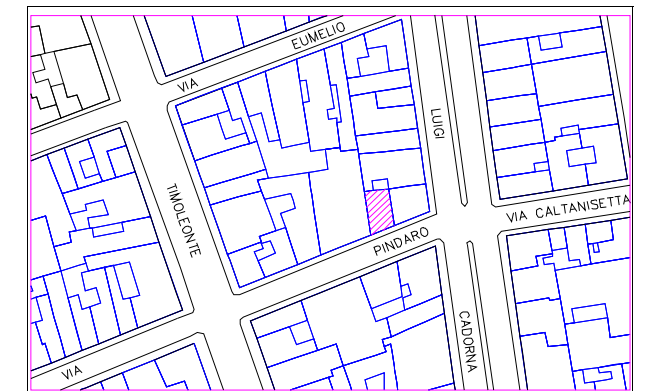 VIA EUMELIO
LUIGI
TIMOLEONTE
VIA CALTANISETTA
PINDARO
CADORNA
VIA